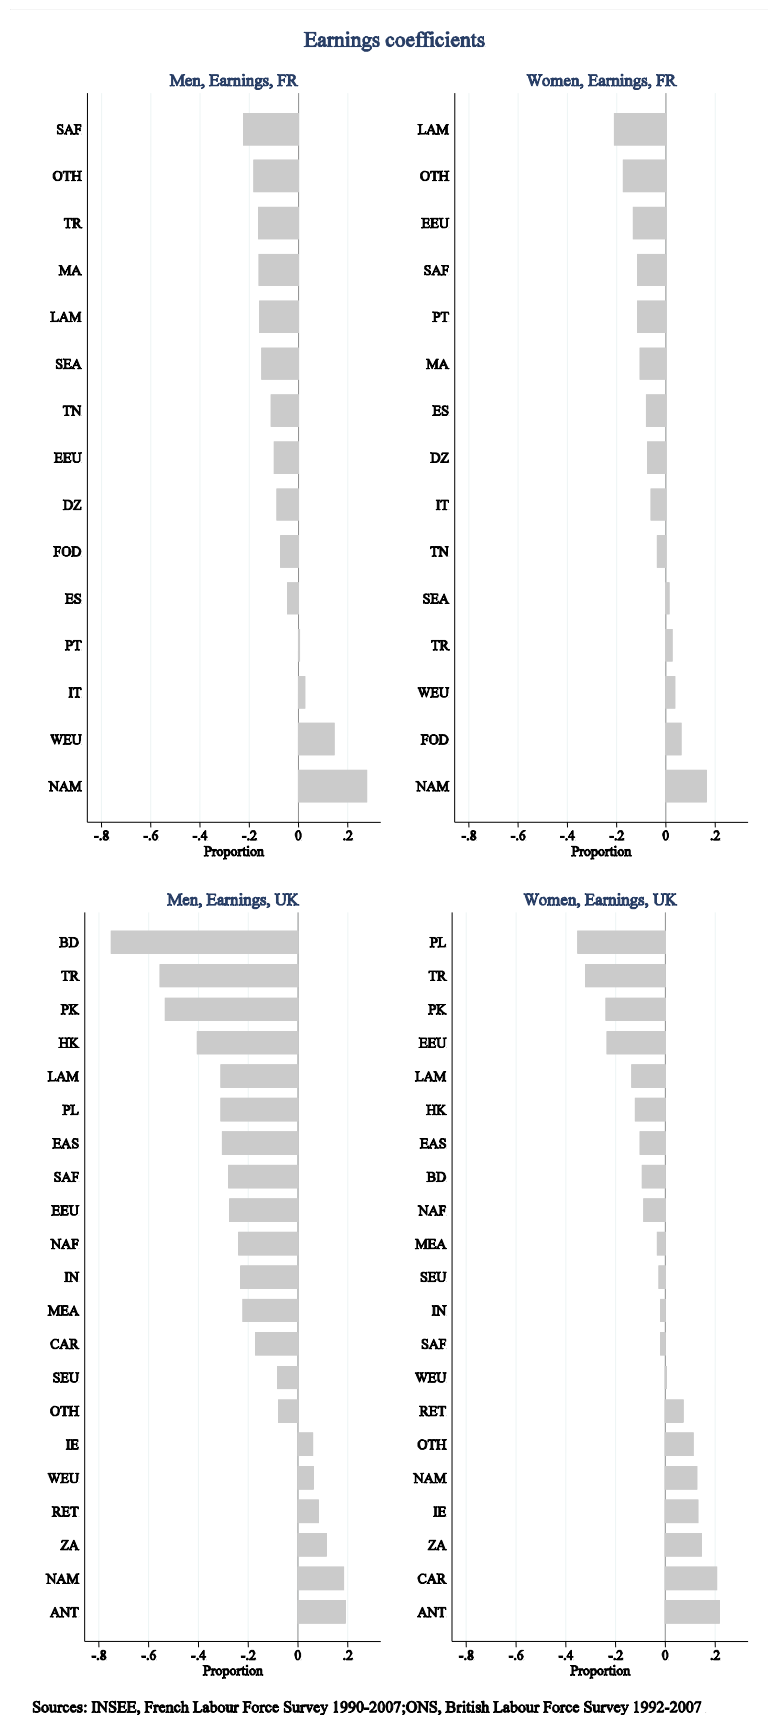 Earnings coefficients
Men, Earnings, FR
SAF
OTH
TR
MA
LAM
SEA
TN
EEU
DZ
FOD
ES
PT
IT
WEU
NAM
-.8 -.6 -.4 -.2 0 .2
Proportion
Women, Earnings, FR
LAM
OTH
EEU
SAF
PT
MA
ES
DZ
IT
TN
SEA
TR
WEU
FOD
NAM
-.8 -.6 -.4 -.2 0 .2
Proportion
Men, Earnings, UK
BD
TR
PK
HK
LAM
PL
EAS
SAF
EEU
NAF
IN
MEA
CAR
SEU
OTH
IE
WEU
RET
ZA
NAM
ANT
-.8 -.6 -.4 -.2 0 .2
Proportion
Women, Earnings, UK
PL
TR
PK
EEU
LAM
HK
EAS
BD
NAF
MEA
SEU
IN
SAF
WEU
RET
OTH
NAM
IE
ZA
CAR
ANT
-.8 -.6 -.4 -.2 0 .2
Proportion
Sources: INSEE, French Labour Force Survey 1990-2007;ONS, British Labour Force Survey 1992-2007